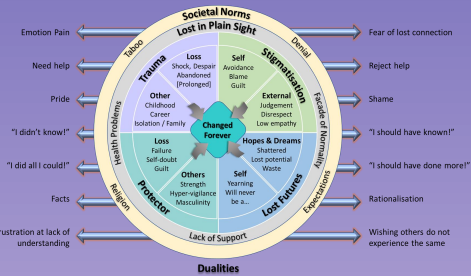 Societal Norms
Lost in Plain Sight
Taboo
Denial
Health Problems
Facade of Normality
Religion
Expectations
Lack of Support
Trauma
Loss
Shock, Despair
Abandoned
[Prolonged]
Other
Childhood
Career
Isolation / Family
Stigmatisation
Self
Avoidance
Blame
Guilt
External
Judgement
Disrespect
Low empathy
Changed
Forever
Protector
Loss
Failure
Self-doubt
Guilt
Others
Strength
Hyper-vigilance
Masculinity
Lost Futures
Hopes & Dreams
Shattered
Lost potential
Waste
Self
Yearning
Will never
be a...
Emotion Pain
Fear of lost connection
Need help
Reject help
Pride
Shame
"I didn't know!"
"I should have known!"
"I did all I could!"
"I should have done more!"
Facts
Rationalisation
rustration at lack of
understanding
Wishing others do not
experience the same
Dualities